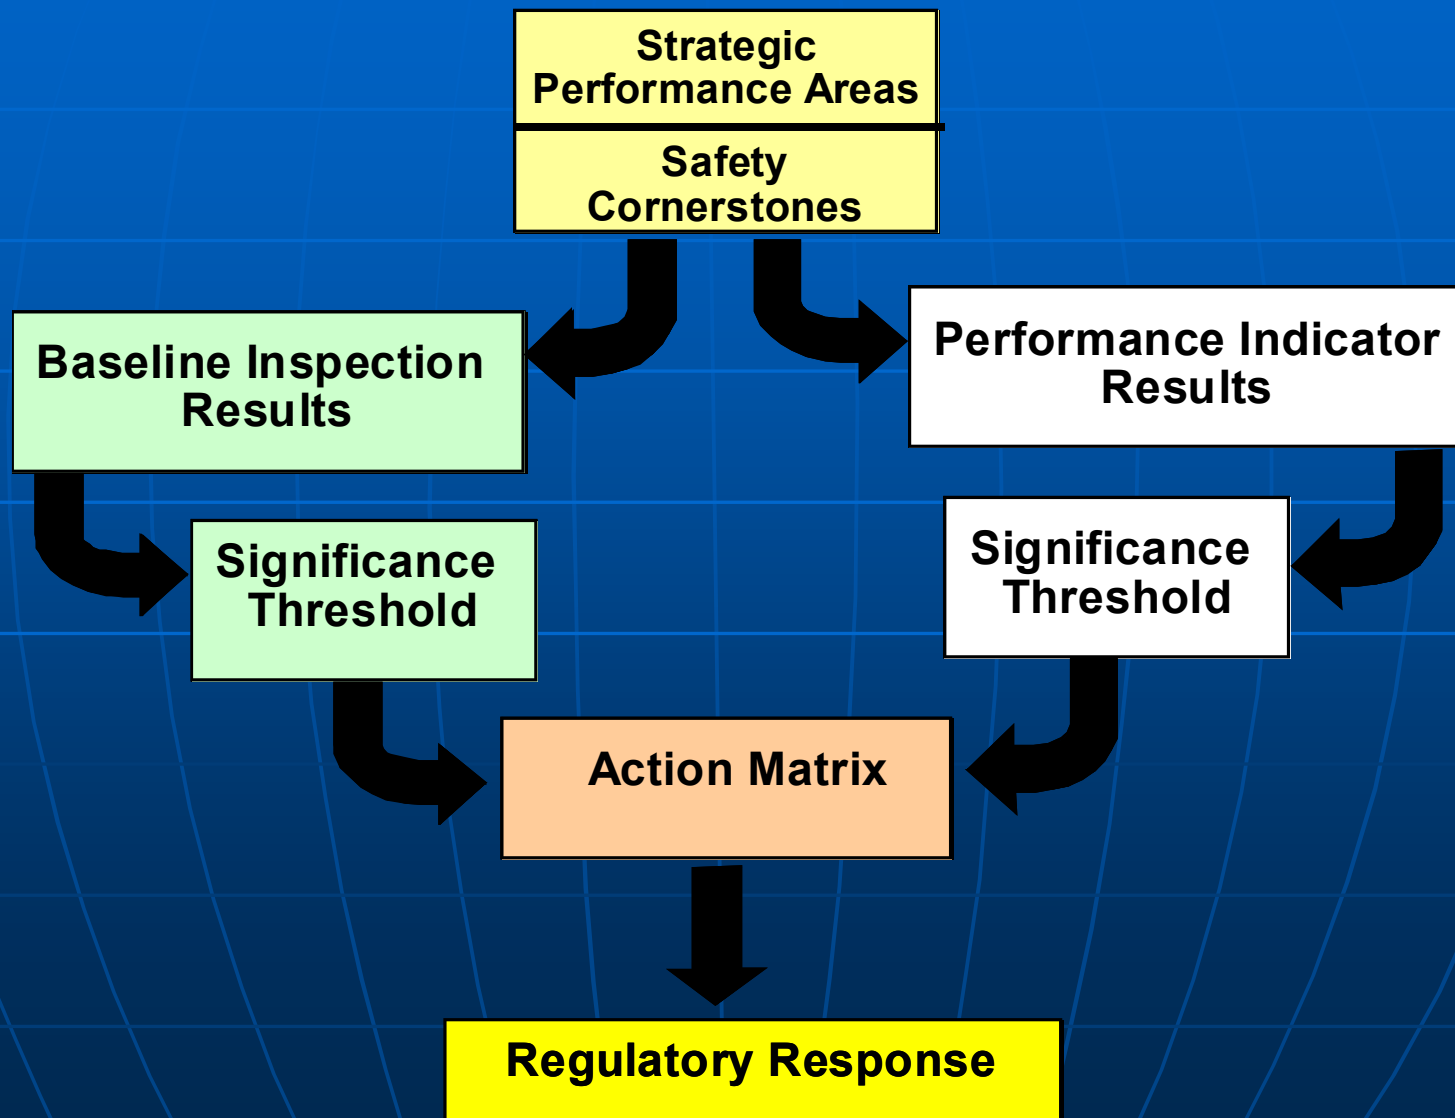 Strategic
Performance Areas
Safety
Cornerstones
Baseline Inspection
Results
Performance Indicator
Results
Significance
Threshold
Significance
Threshold
Action Matrix
Regulatory Response